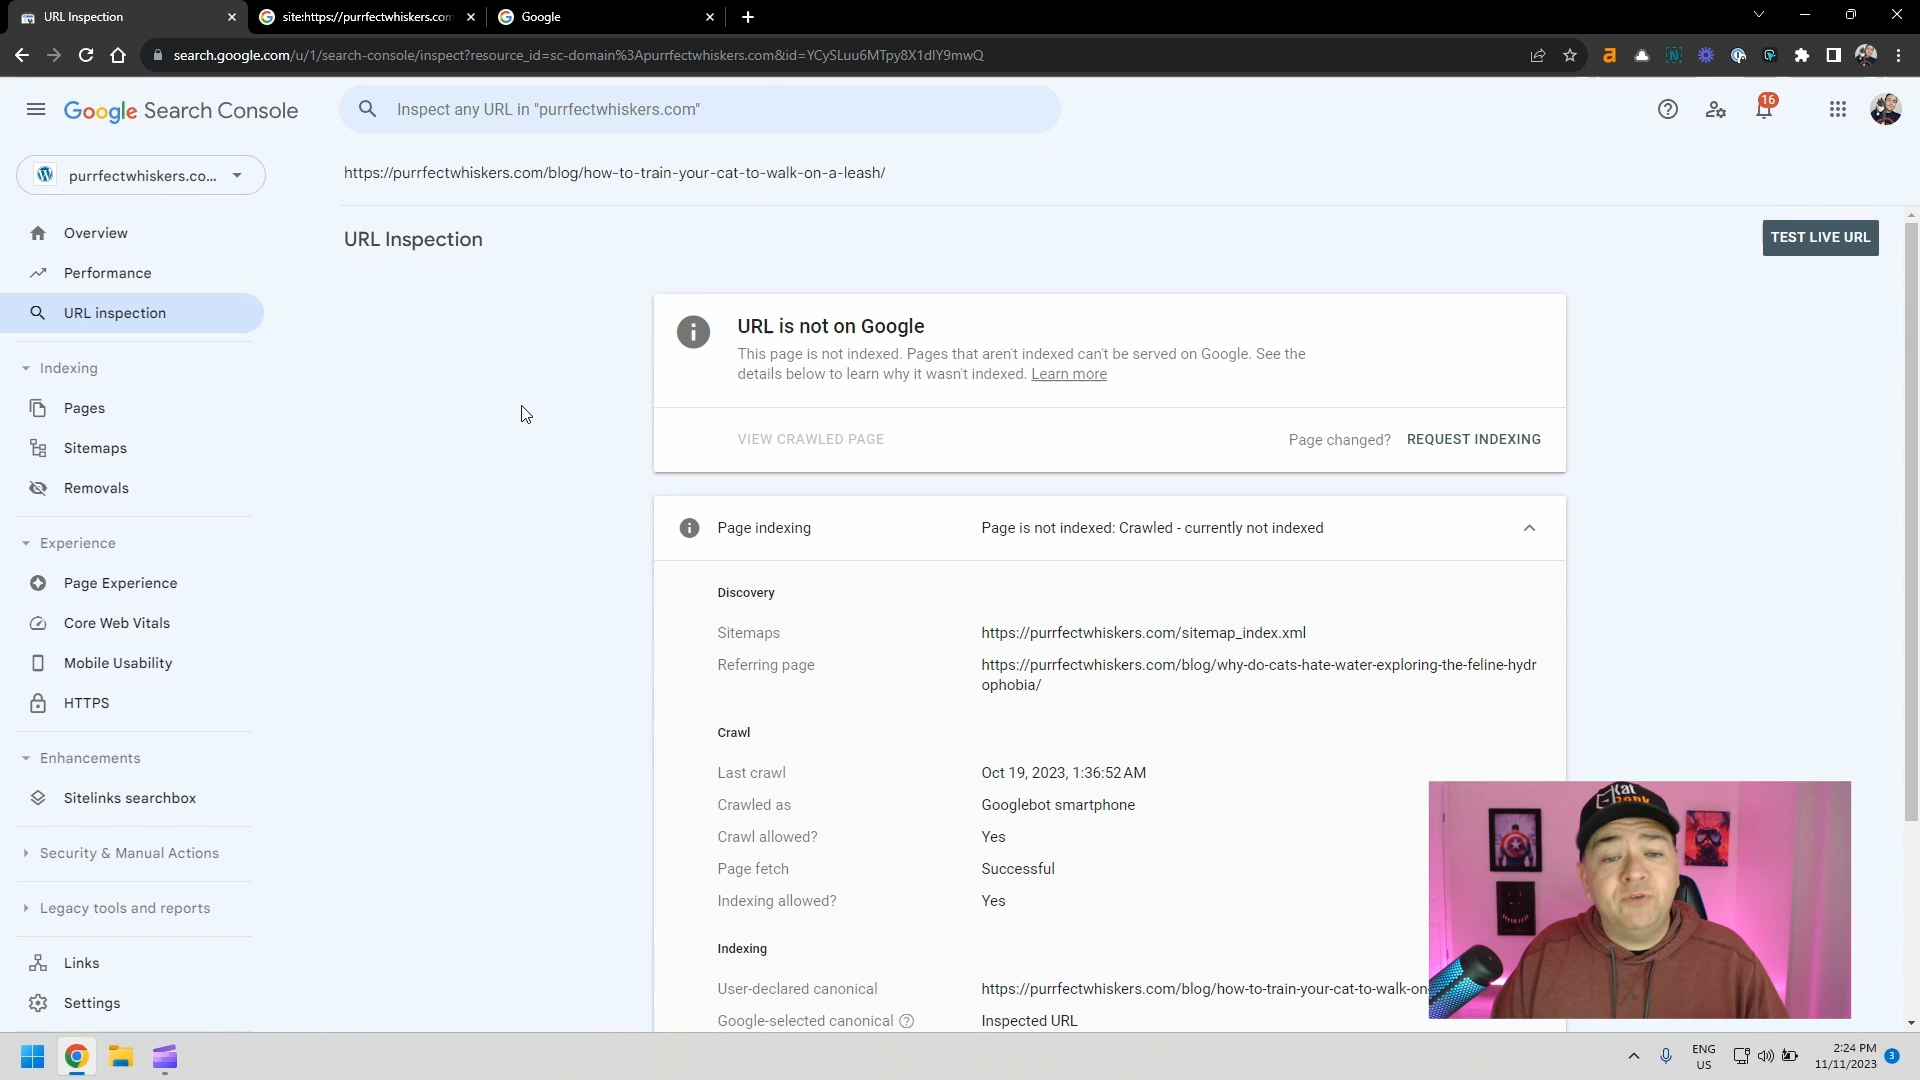 URL Inspection
site:https://purrfectwhiskers.com
Google
search.google.com/u/1/search-console/inspect?resource_id=sc-domain%3Apurrfectwhiskers.com&id=YCySLuu6MTpy8X1dlY9mwQ
Google Search Console
Inspect any URL in "purrfectwhiskers.com"
16
purrfectwhiskers.co...
https://purrfectwhiskers.com/blog/how-to-train-your-cat-to-walk-on-a-leash/
Overview
Performance
URL inspection
Indexing
Pages
Sitemaps
Removals
Experience
Page Experience
Core Web Vitals
Mobile Usability
HTTPS
Enhancements
Sitelinks searchbox
Security & Manual Actions
Legacy tools and reports
Links
Settings
URL Inspection
TEST LIVE URL
URL is not on Google
This page is not indexed. Pages that aren't indexed can't be served on Google. See the
details below to learn why it wasn't indexed. Learn more
VIEW CRAWLED PAGE
Page changed? REQUEST INDEXING
Page indexing Page is not indexed: Crawled - currently not indexed
Discovery
Sitemaps https://purrfectwhiskers.com/sitemap_index.xml
Referring page https://purrfectwhiskers.com/blog/why-do-cats-hate-water-exploring-the-feline-hydr
ophobia/
Crawl
Last crawl Oct 19, 2023, 1:36:52 AM
Crawled as Googlebot smartphone
Crawl allowed? Yes
Page fetch Successful
Indexing allowed? Yes
Indexing
User-declared canonical https://purrfectwhiskers.com/blog/how-to-train-your-cat-to-walk-on
Google-selected canonical Inspected URL
Kat
Rank
ENG
US
2:24 PM
11/11/2023
3